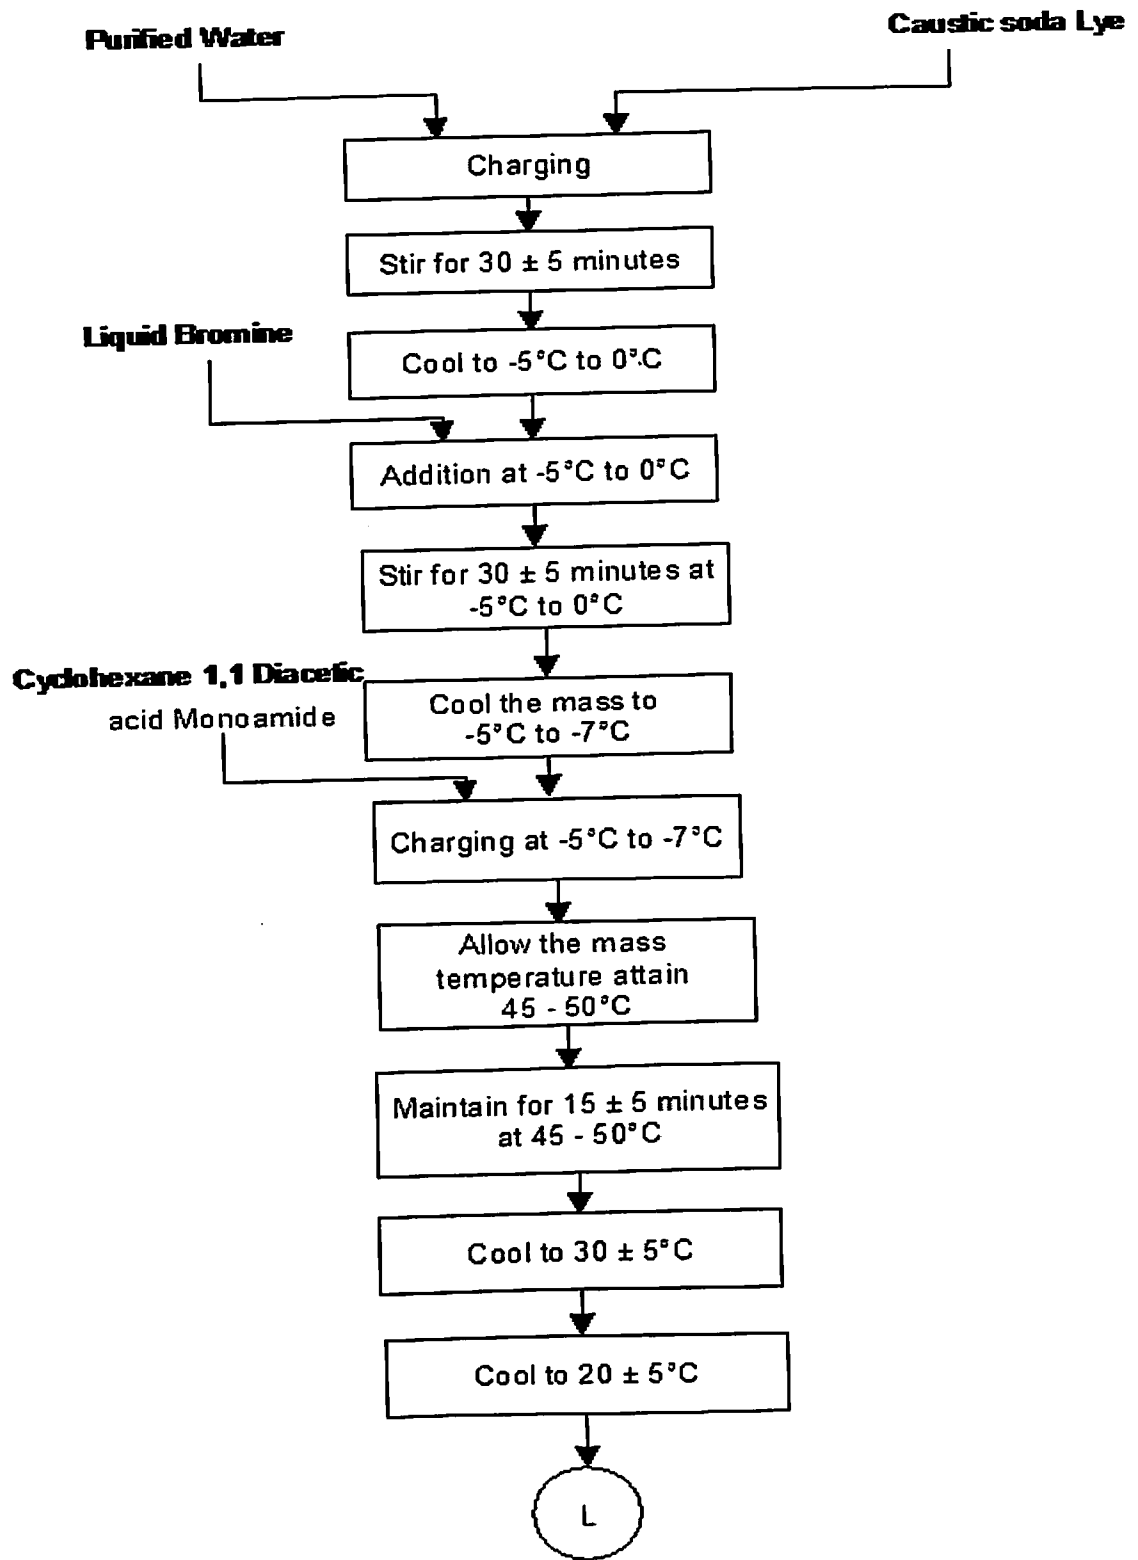 Purified Water
Caustic soda Lye
Charging
Stir for 30 ± 5 minutes
Liquid Bromine
Cool to -5°C to 0°C
Addition at -5°C to 0°C
Stir for 30 ± 5 minutes at
-5°C to 0°C
Cyclohexane 1,1 Diacetic
acid Monoamide
Cool the mass to
-5°C to -7°C
Charging at -5°C to -7°C
Allow the mass
temperature attain
45 - 50°C
Maintain for 15 ± 5 minutes
at 45 - 50°C
Cool to 30 ± 5°C
Cool to 20 ± 5°C
L